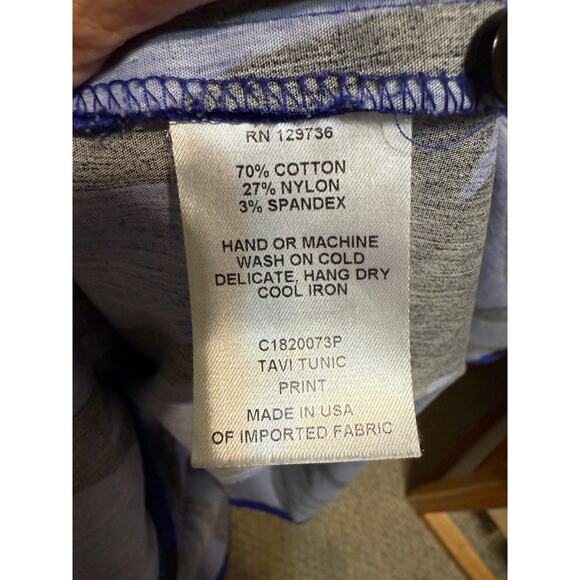 RN 129736
70% COTTON
27% NYLON
3% SPANDEX
HAND OR MACHINE
WASH ON COLD
DELICATE, HANG DRY
COOL IRON
C1820073P
TAVI TUNIC
PRINT
MADE IN USA
OF IMPORTED FABRIC